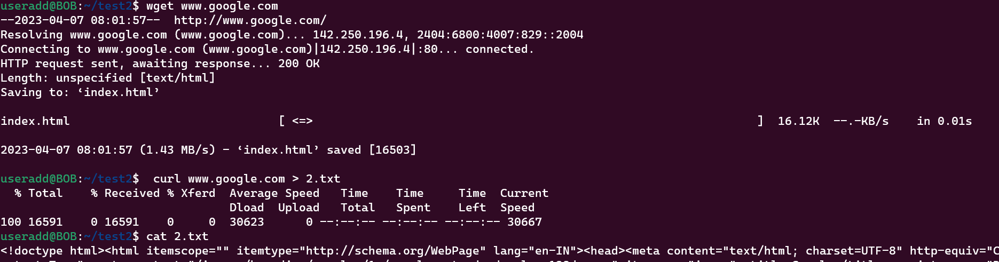 useradd@BOB:~/test2$ wget www.google.com
--2023-04-07 08:01:57--  http://www.google.com/
Resolving www.google.com (www.google.com)... 142.250.196.4, 2404:6800:4007:829::2004
Connecting to www.google.com (www.google.com)|142.250.196.4|:80... connected.
HTTP request sent, awaiting response... 200 OK
Length: unspecified [text/html]
Saving to: ‘index.html’
index.html                              [ <=>                                                                ]  16.12K  --.-KB/s    in 0.01s
2023-04-07 08:01:57 (1.43 MB/s) - ‘index.html’ saved [16503]
useradd@BOB:~/test2$  curl www.google.com > 2.txt
  % Total    % Received % Xferd  Average Speed   Time    Time     Time  Current
                                 Dload  Upload   Total   Spent    Left  Speed
100 16591    0 16591    0     0  30623      0 --:--:-- --:--:-- --:--:-- 30667
useradd@BOB:~/test2$ cat 2.txt
<!doctype html><html itemscope="" itemtype="http://schema.org/WebPage" lang="en-IN"><head><meta content="text/html; charset=UTF-8" http-equiv="C